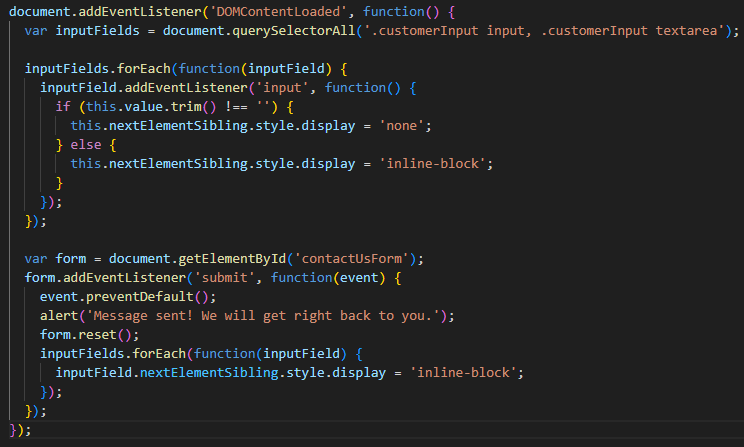 document.addEventListener('DOMContentLoaded', function() {
  var inputFields = document.querySelectorAll('.customerInput input, .customerInput textarea');

  inputFields.forEach(function(inputField) {
    inputField.addEventListener('input', function() {
      if (this.value.trim() !== '') {
        this.nextElementSibling.style.display = 'none';
      } else {
        this.nextElementSibling.style.display = 'inline-block';
      }
    });
  });

  var form = document.getElementById('contactUsForm');
  form.addEventListener('submit', function(event) {
    event.preventDefault();
    alert('Message sent! We will get right back to you.');
    form.reset();
    inputFields.forEach(function(inputField) {
      inputField.nextElementSibling.style.display = 'inline-block';
    });
  });
});